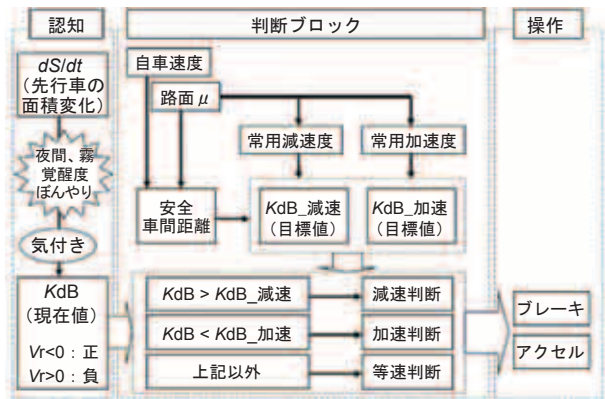 認知
判断ブロック
操作
dS/dt
(先行車の
面積変化)
夜間、霧
覚醒度
ぼんやり
気付き
KdB
(現在値)
Vr<0：正
Vr>0：負
自車速度
路面 μ
常用減速度
常用加速度
安全
車間距離
KdB_減速
(目標値)
KdB_加速
(目標値)
KdB > KdB_減速
減速判断
KdB < KdB_加速
加速判断
上記以外
等速判断
ブレーキ
アクセル